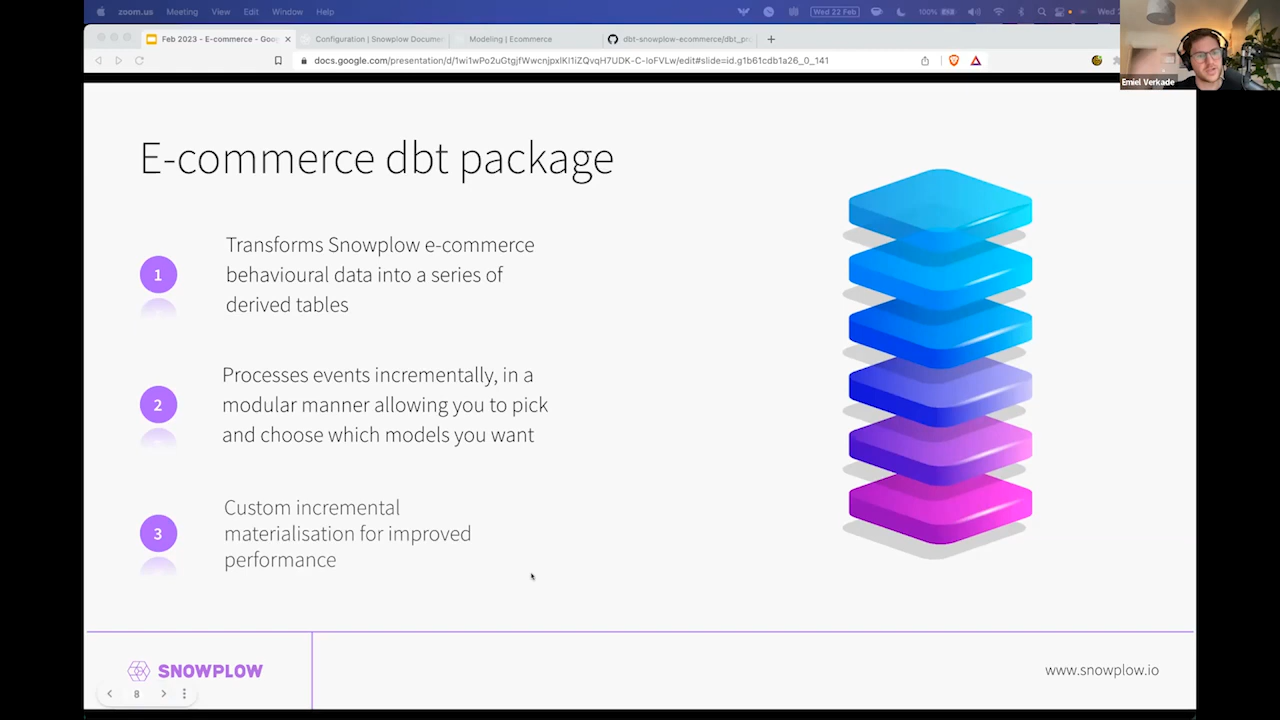 zoom.us Meeting View Edit Window Help Wed 22 Feb 100% Wed 2
Feb 2023 - E-commerce - Goo
Configuration | Snowplow Documen
Modeling | Ecommerce
dbt-snowplow-ecommerce/dbt_pro
docs.google.com/presentation/d/1wi1wPo2uGtgjfWwcnjpxlKl1iZQvqH7UDK-C-IoFVLw/edit#slide=id.g1b61cdb1a26_0_141
Emiel Verkade
E-commerce dbt package
1
Transforms Snowplow e-commerce
behavioural data into a series of
derived tables
2
Processes events incrementally, in a
modular manner allowing you to pick
and choose which models you want
3
Custom incremental
materialisation for improved
performance
SNOWPLOW
www.snowplow.io
8